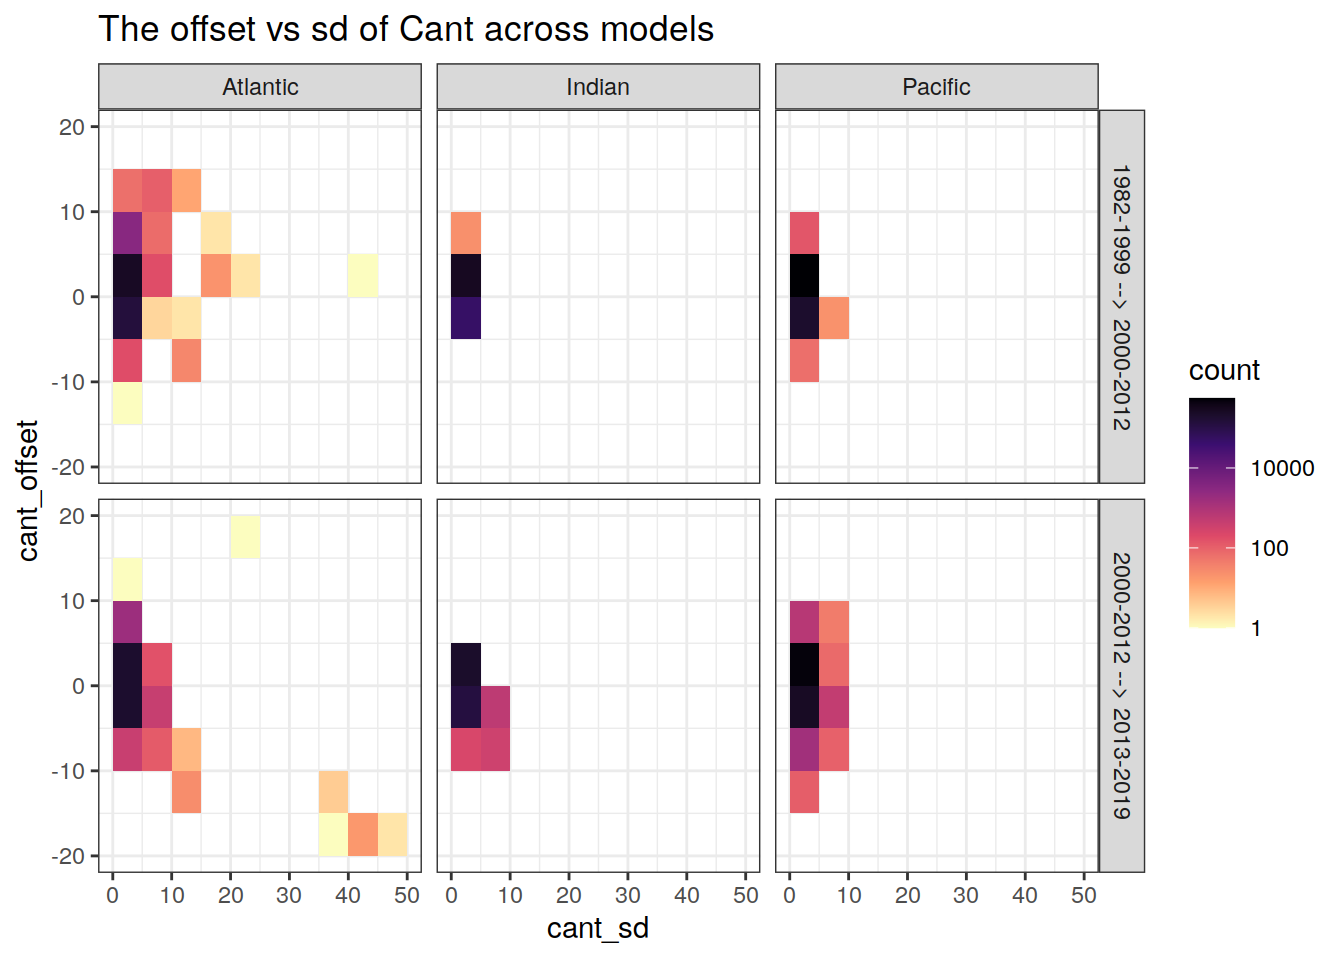 The offset vs sd of Cant across models
Atlantic
Indian
Pacific
20
10
0
-10
-20
1982-1999 --> 2000-2012
20
10
0
-10
-20
2000-2012 --> 2013-2019
cant_offset
0 10 20 30 40 50
0 10 20 30 40 50
0 10 20 30 40 50
cant_sd
count
10000
100
1